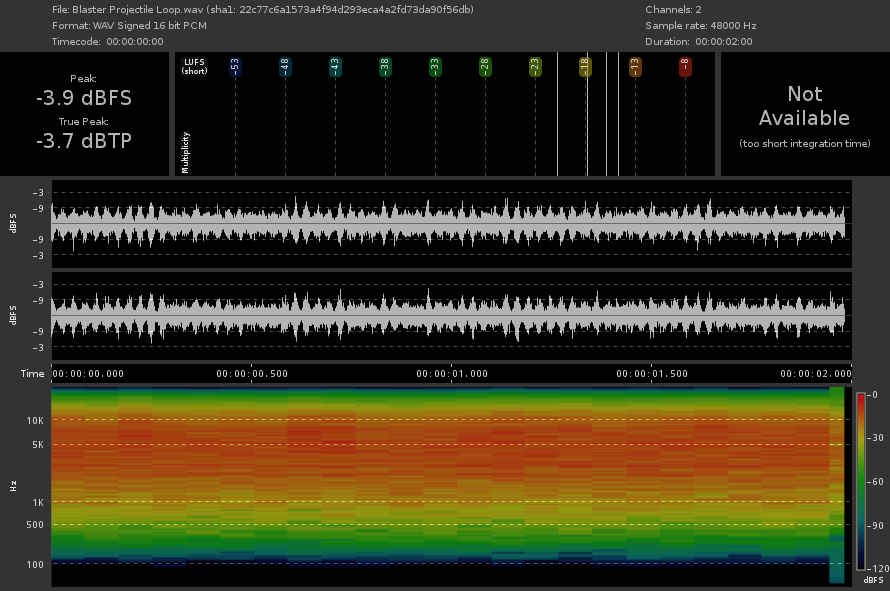 File: Blaster Projectile Loop.wav (sha1: 22c77c6a1573a4f94d293eca4a2fd73da90f56db)
Format: WAV Signed 16 bit PCM
Timecode: 00:00:00:00
Channels: 2
Sample rate: 48000 Hz
Duration: 00:00:02:00
Peak:
-3.9 dBFS
True Peak:
-3.7 dBTP
LUFS
(short)
-53
-48
-43
-38
-33
-28
-23
-18
-13
-8
Multiplicity
Not
Available
(too short integration time)
dBFS
-3
-9
-9
-3
dBFS
-3
-9
-9
-3
Time
00:00:00.000
00:00:00.500
00:00:01.000
00:00:01.500
00:00:02.000
Hz
10K
5K
1K
500
100
-0
-30
-60
-90
-120
dBFS